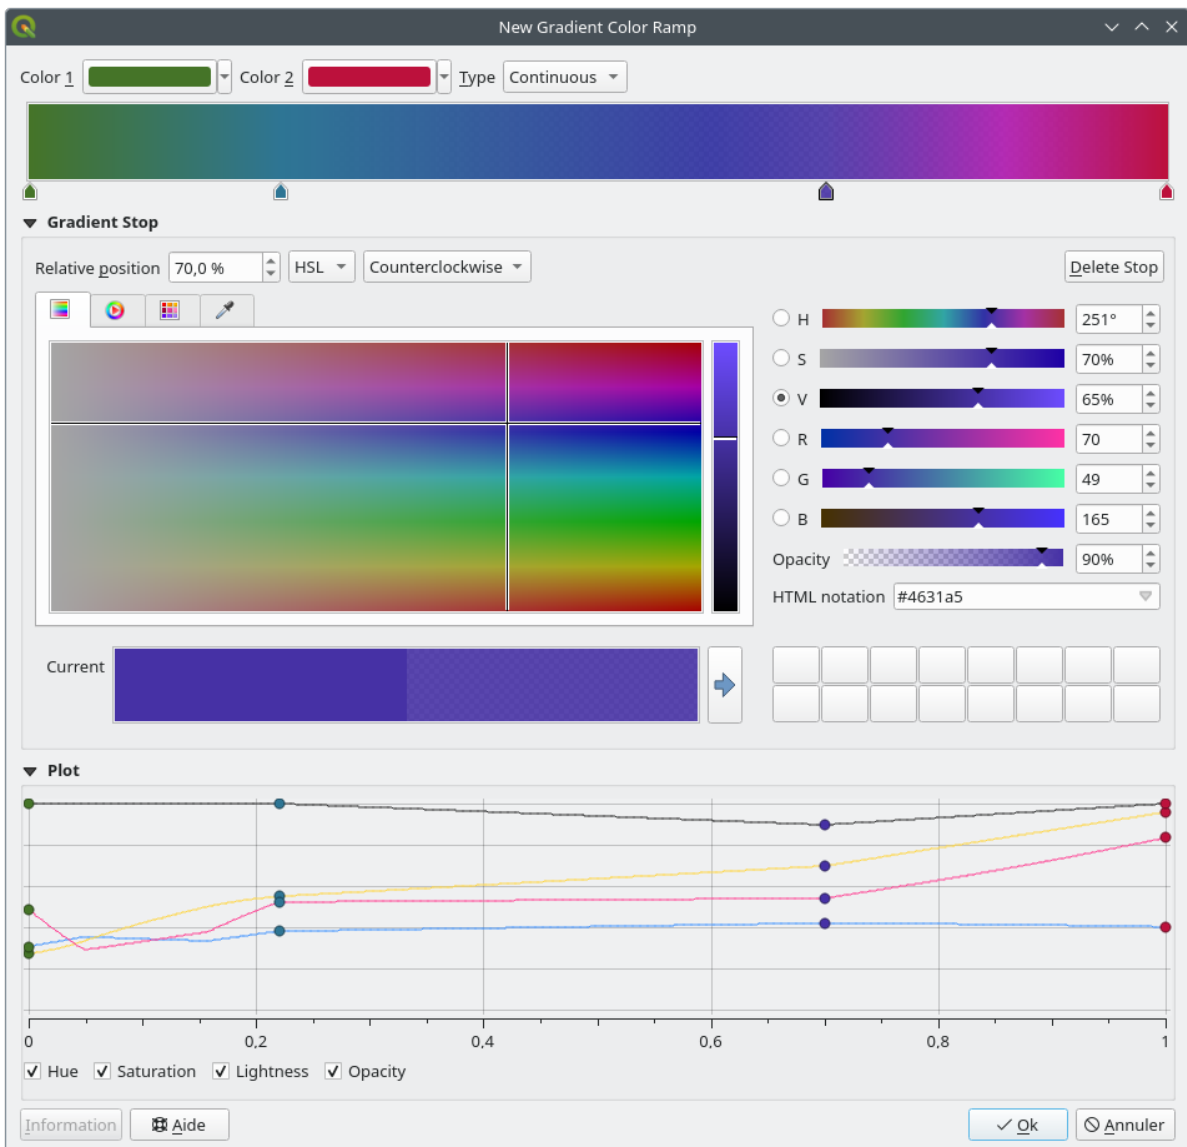 New Gradient Color Ramp
Color 1 Color 2 Type Continuous
Gradient Stop
Relative position 70,0 % HSL Counterclockwise Delete Stop
H 251°
S 70%
V 65%
R 70
G 49
B 165
Opacity 90%
HTML notation #4631a5
Current
Plot
0 0,2 0,4 0,6 0,8 1
Hue Saturation Lightness Opacity
Information Aide Ok Annuler